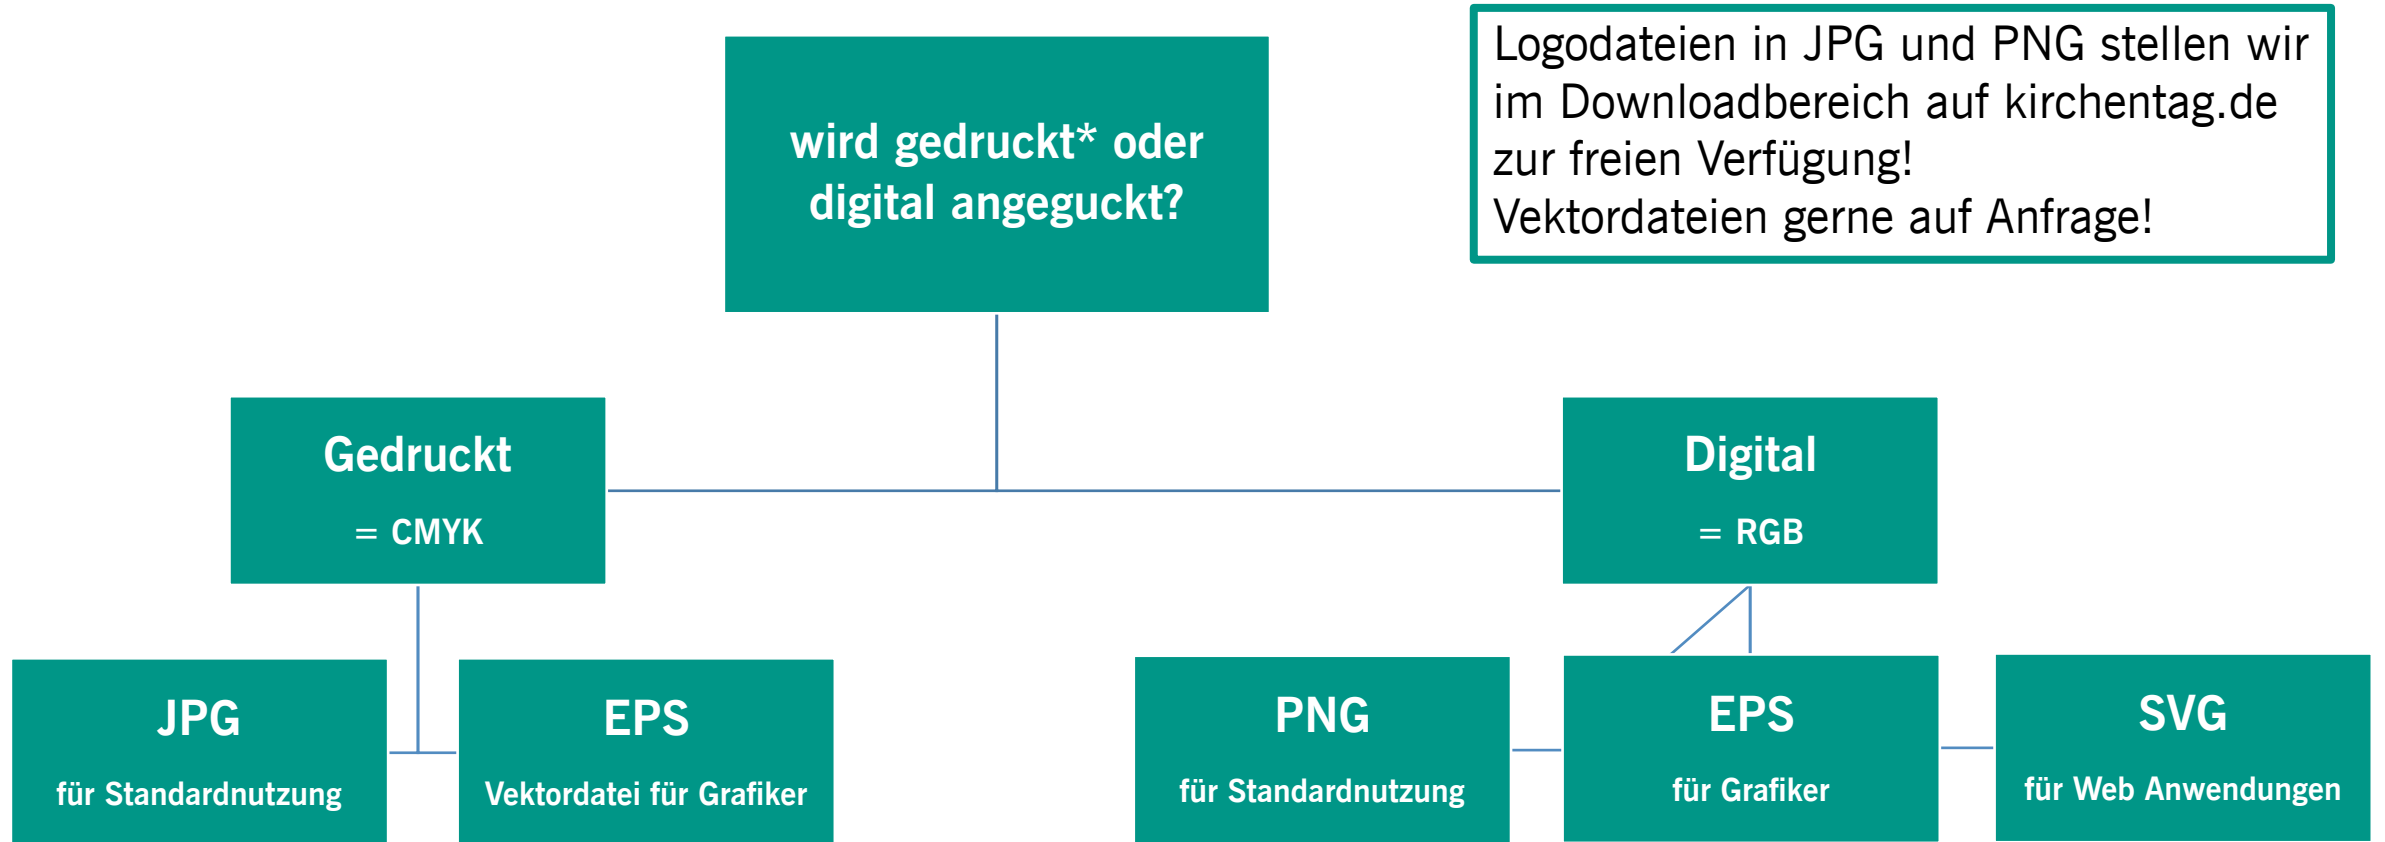 wird gedruckt* oder
digital angeguckt?
Logodateien in JPG und PNG stellen wir
im Downloadbereich auf kirchentag.de
zur freien Verfügung!
Vektordateien gerne auf Anfrage!
Gedruckt
= CMYK
Digital
= RGB
JPG
für Standardnutzung
EPS
Vektordatei für Grafiker
PNG
für Standardnutzung
EPS
für Grafiker
SVG
für Web Anwendungen